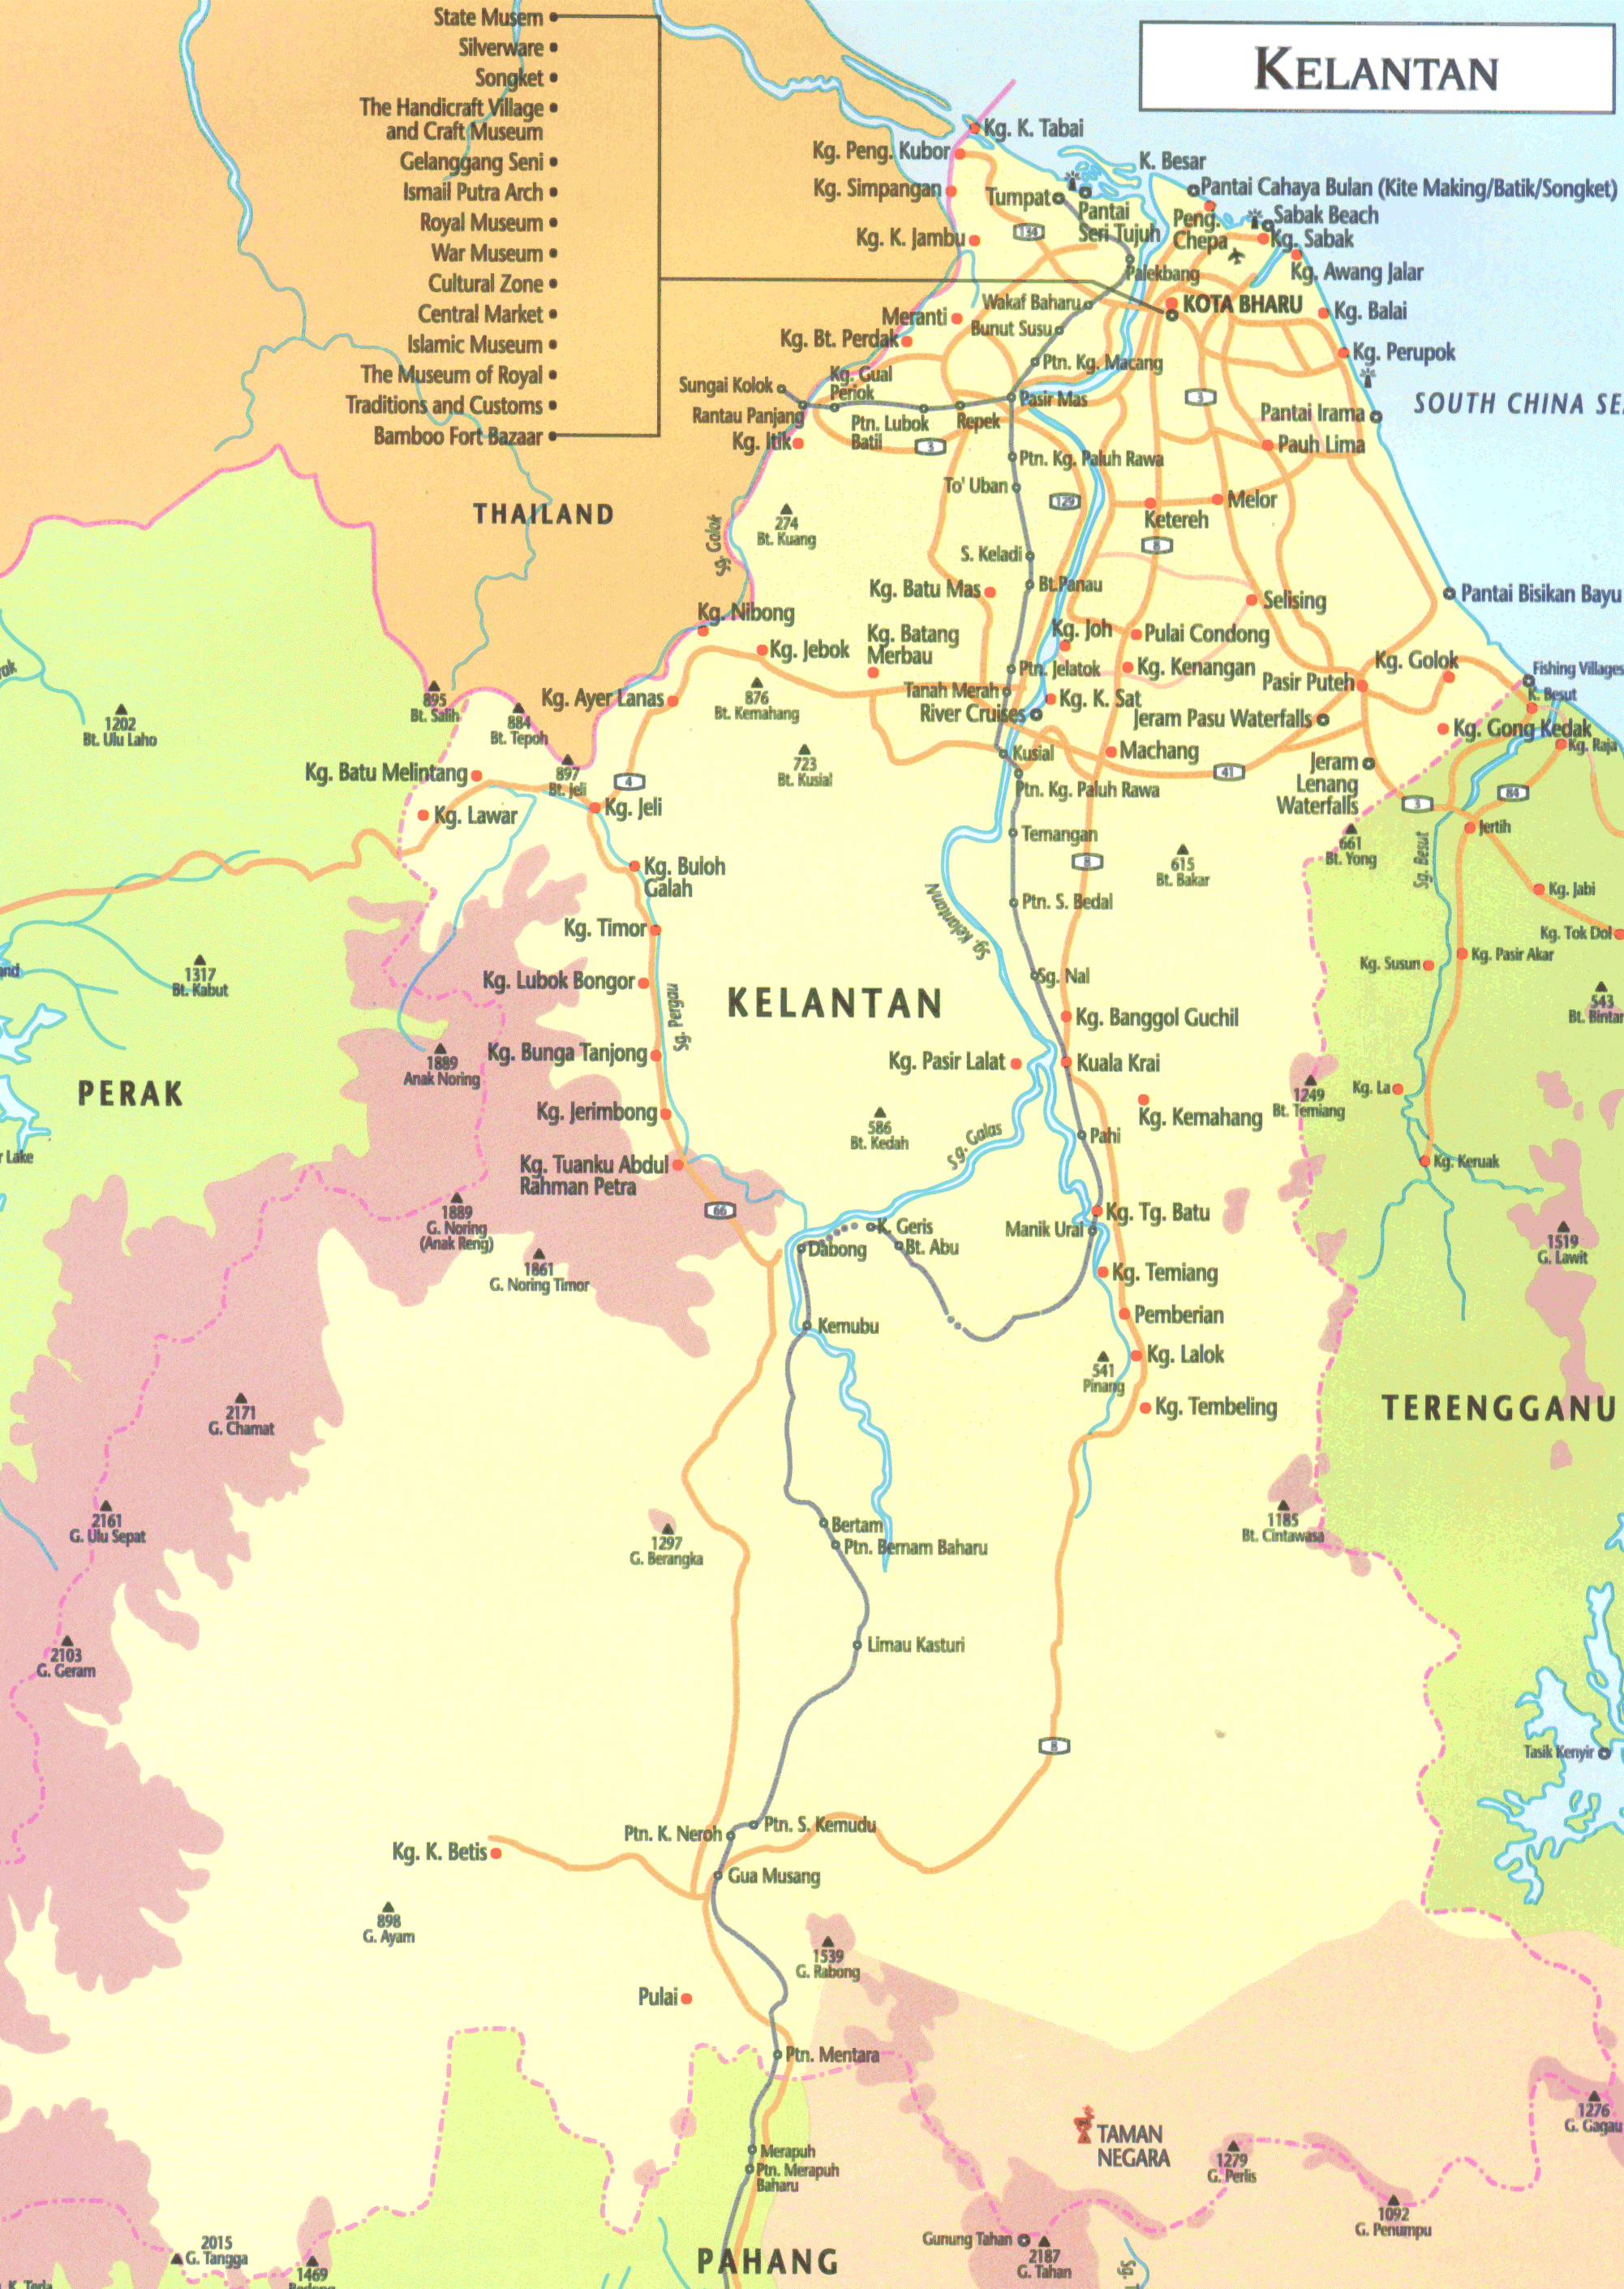 KELANTAN
State Musem
Silverware
Songket
The Handicraft Village
and Craft Museum
Gelanggang Seni
Ismail Putra Arch
Royal Museum
War Museum
Cultural Zone
Central Market
Islamic Museum
The Museum of Royal
Traditions and Customs
Bamboo Fort Bazaar
Kg. K. Tabai
Kg. Peng. Kubor
K. Besar
Kg. Simpangan
Tumpat
Pantai Cahaya Bulan (Kite Making/Batik/Songket)
Pantai
Seri Tujuh
Peng.
Chepa
Sabak Beach
Kg. Sabak
134
Kg. K. Jambu
Palekbang
Kg. Awang Jalar
Wakaf Baharu
KOTA BHARU
Kg. Balai
Meranti
Bunut Susu
Kg. Bt. Perdak
Kg. Perupok
Ptn. Kg. Macang
Sungai Kolok
Kg. Gual
Periok
Rantau Panjang
Pasir Mas
3
SOUTH CHINA SE
Ptn. Lubok
Batil
Repek
Pantai Irama
Kg. Itik
3
Pauh Lima
Ptn. Kg. Paluh Rawa
To' Uban
129
Melor
Ketereh
THAILAND
274
Bt. Kuang
Sg. Golok
8
S. Keladi
Bt.Panau
Kg. Batu Mas
Selising
Pantai Bisikan Bayu
Kg. Nibong
Kg. Joh
Pulai Condong
Kg. Jebok
Kg. Batang
Merbau
Ptn. Jelatok
Kg. Kenangan
Kg. Golok
Fishing Villages
Pasir Puteh
Tanah Merah
Kg. K. Sat
K. Besut
Kg. Ayer Lanas
876
Bt. Kemahang
River Cruises
Jeram Pasu Waterfalls
Kg. Gong Kedak
Kg. Raja
895
Bt. Salih
884
Bt. Tepoh
1202
Bt. Ulu Laho
723
Bt. Kusial
Kusial
Machang
Jeram
Lenang
Waterfalls
41
Kg. Batu Melintang
897
Bt. Jeli
4
Ptn. Kg. Paluh Rawa
3
84
Kg. Lawar
Kg. Jeli
Temangan
Jertih
661
Bt. Yong
Sg. Besut
8
615
Bt. Bakar
Kg. Buloh
Galah
Kg. Jabi
Ptn. S. Bedal
Sg. Kelantann
Kg. Timor
Kg. Tok Dol
Kg. Pasir Akar
Kg. Susun
1317
Bt. Kabut
Kg. Lubok Bongor
Sg. Nal
543
Bt. Bintan
KELANTAN
Sg. Pergau
Kg. Banggol Guchil
Kg. Bunga Tanjong
1889
Anak Noring
Kg. Pasir Lalat
Kuala Krai
PERAK
1249
Bt. Temiang
Kg. La
Kg. Jerimbong
586
Bt. Kedah
Kg. Kemahang
Pahi
Sg. Galas
r Lake
Kg. Tuanku Abdul
Rahman Petra
Kg. Keruak
1889
G. Noring
(Anak Reng)
66
K. Geris
Kg. Tg. Batu
Manik Urai
Dabong
Bt. Abu
1519
G. Lawit
1861
G. Noring Timor
Kg. Temiang
Kemubu
Pemberian
541
Pinang
Kg. Lalok
2171
G. Chamat
Kg. Tembeling
TERENGGANU
2161
G. Ulu Sepat
1297
G. Berangka
Bertam
Ptn. Bernam Baharu
1185
Bt. Cintawasa
2103
G. Geram
Limau Kasturi
8
Tasik Kenyir
Ptn. K. Neroh
Ptn. S. Kemudu
Kg. K. Betis
Gua Musang
898
G. Ayam
1539
G. Rabong
Pulai
Ptn. Mentara
TAMAN
NEGARA
1276
G. Gagau
Merapuh
Ptn. Merapuh
Baharu
1279
G. Perlis
1092
G. Penumpu
2015
G. Tangga
1469
PAHANG
Gunung Tahan
2187
G. Tahan